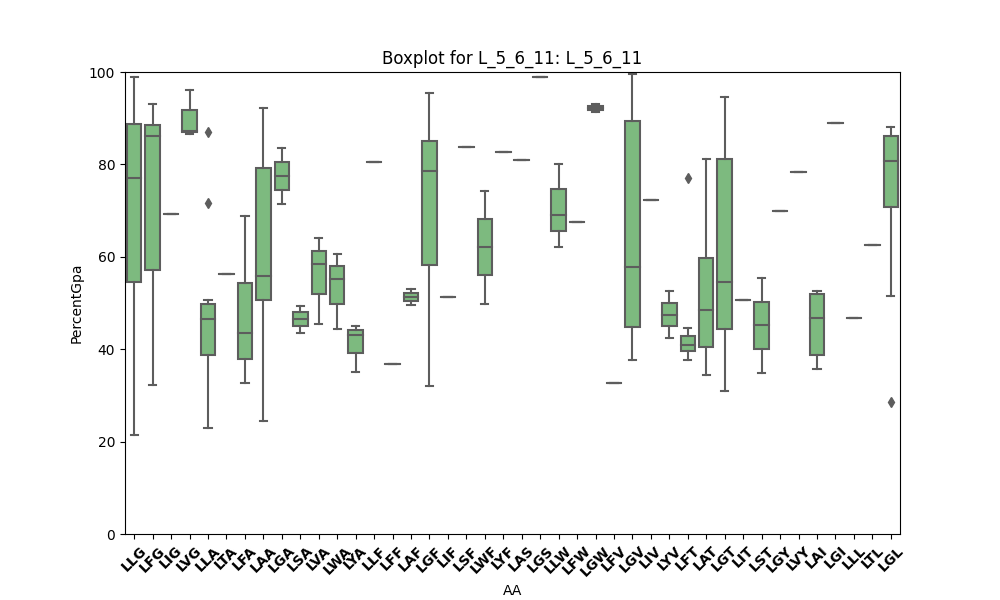 Boxplot for L_5_6_11: L_5_6_11
PercentGpa
100
80
60
40
20
0
LLG LFG LIG LVG LLA LTA LFA LAA LGA LSA LVA LWA LYA LLF LFF LAF LGF LIF LSF LWF LYF LAS LGS LLW LFW LGW LFV LGV LIV LYV LFT LAT LGT LIT LST LGY LVY LAI LGI LLL LTL LGL
AA